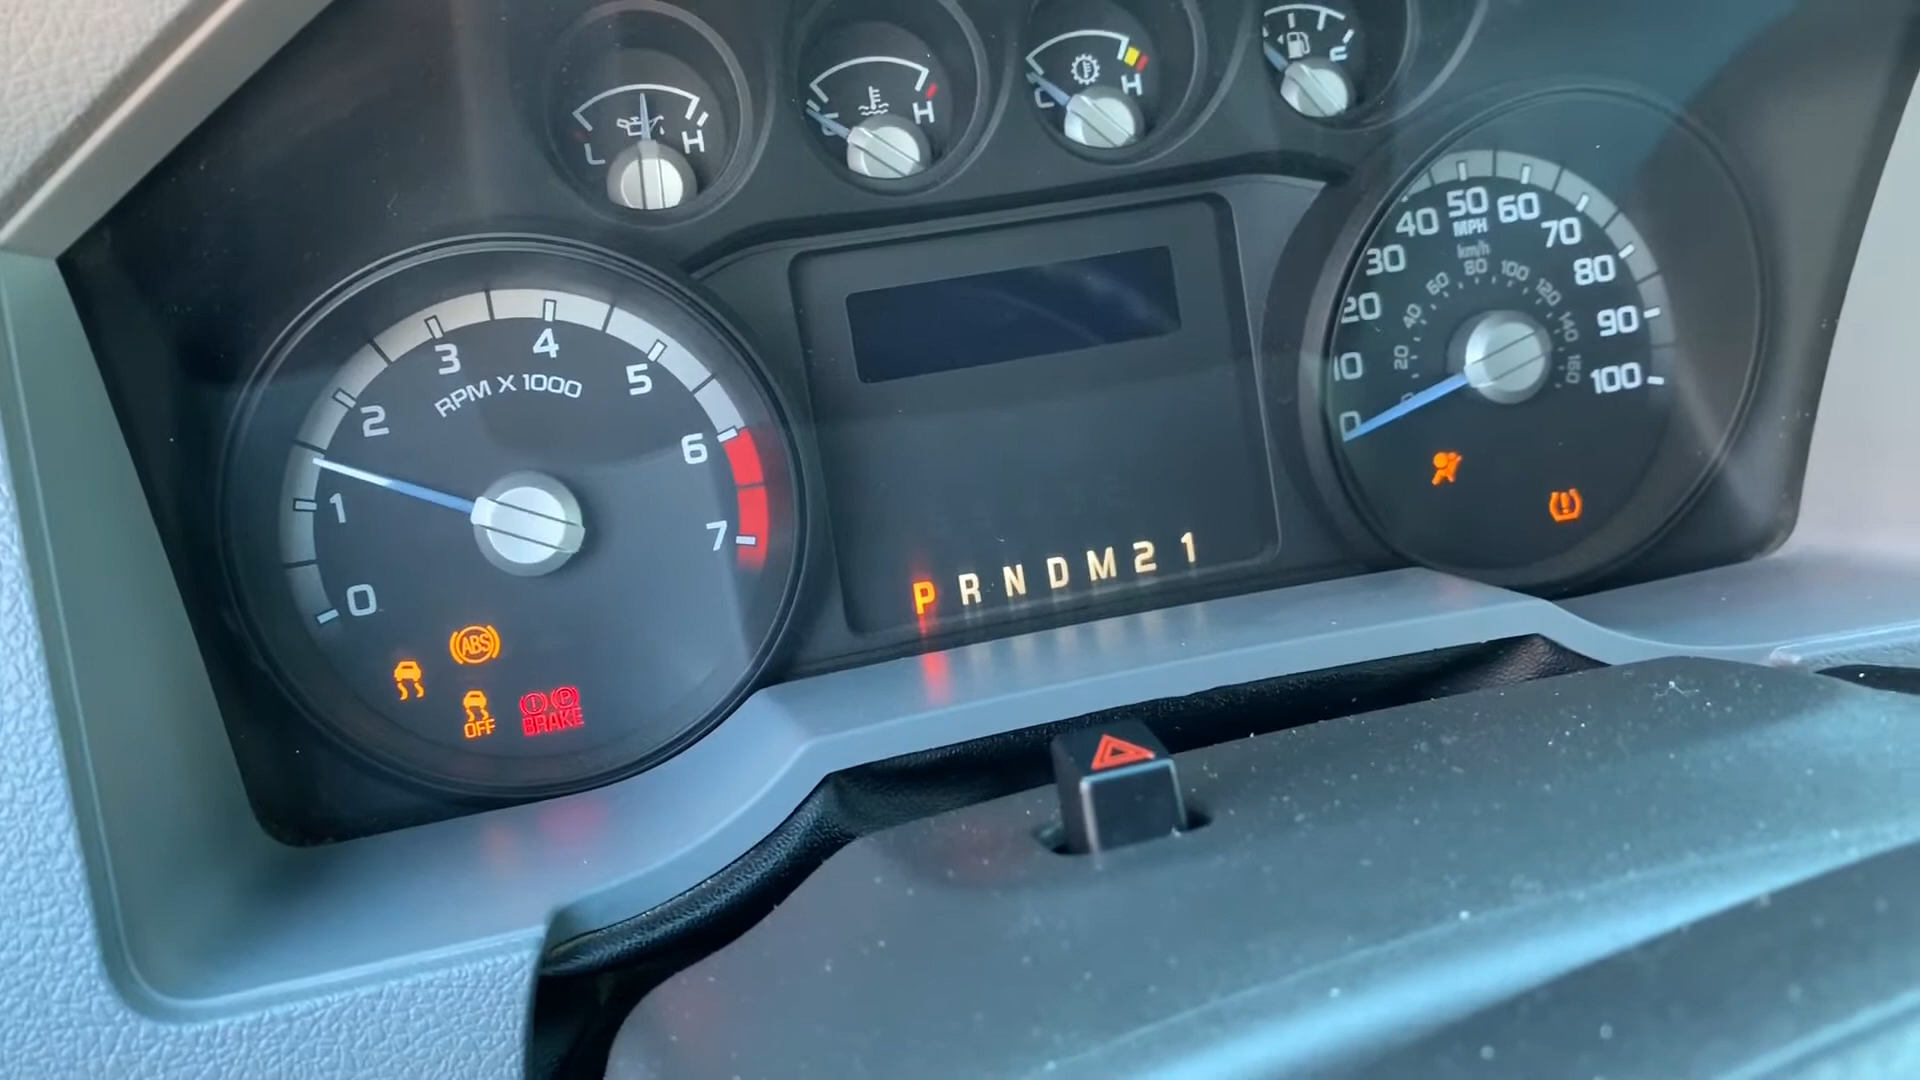 L H
C H
C H
E
0 1 2 3 4 5 6 7
RPM X 1000
ABS
OFF
BRAKE
P
P R N D M 2 1
0 10 20 30 40 50 60 70 80 90 100
MPH
km/h
0 20 40 60 80 100 120 140 160